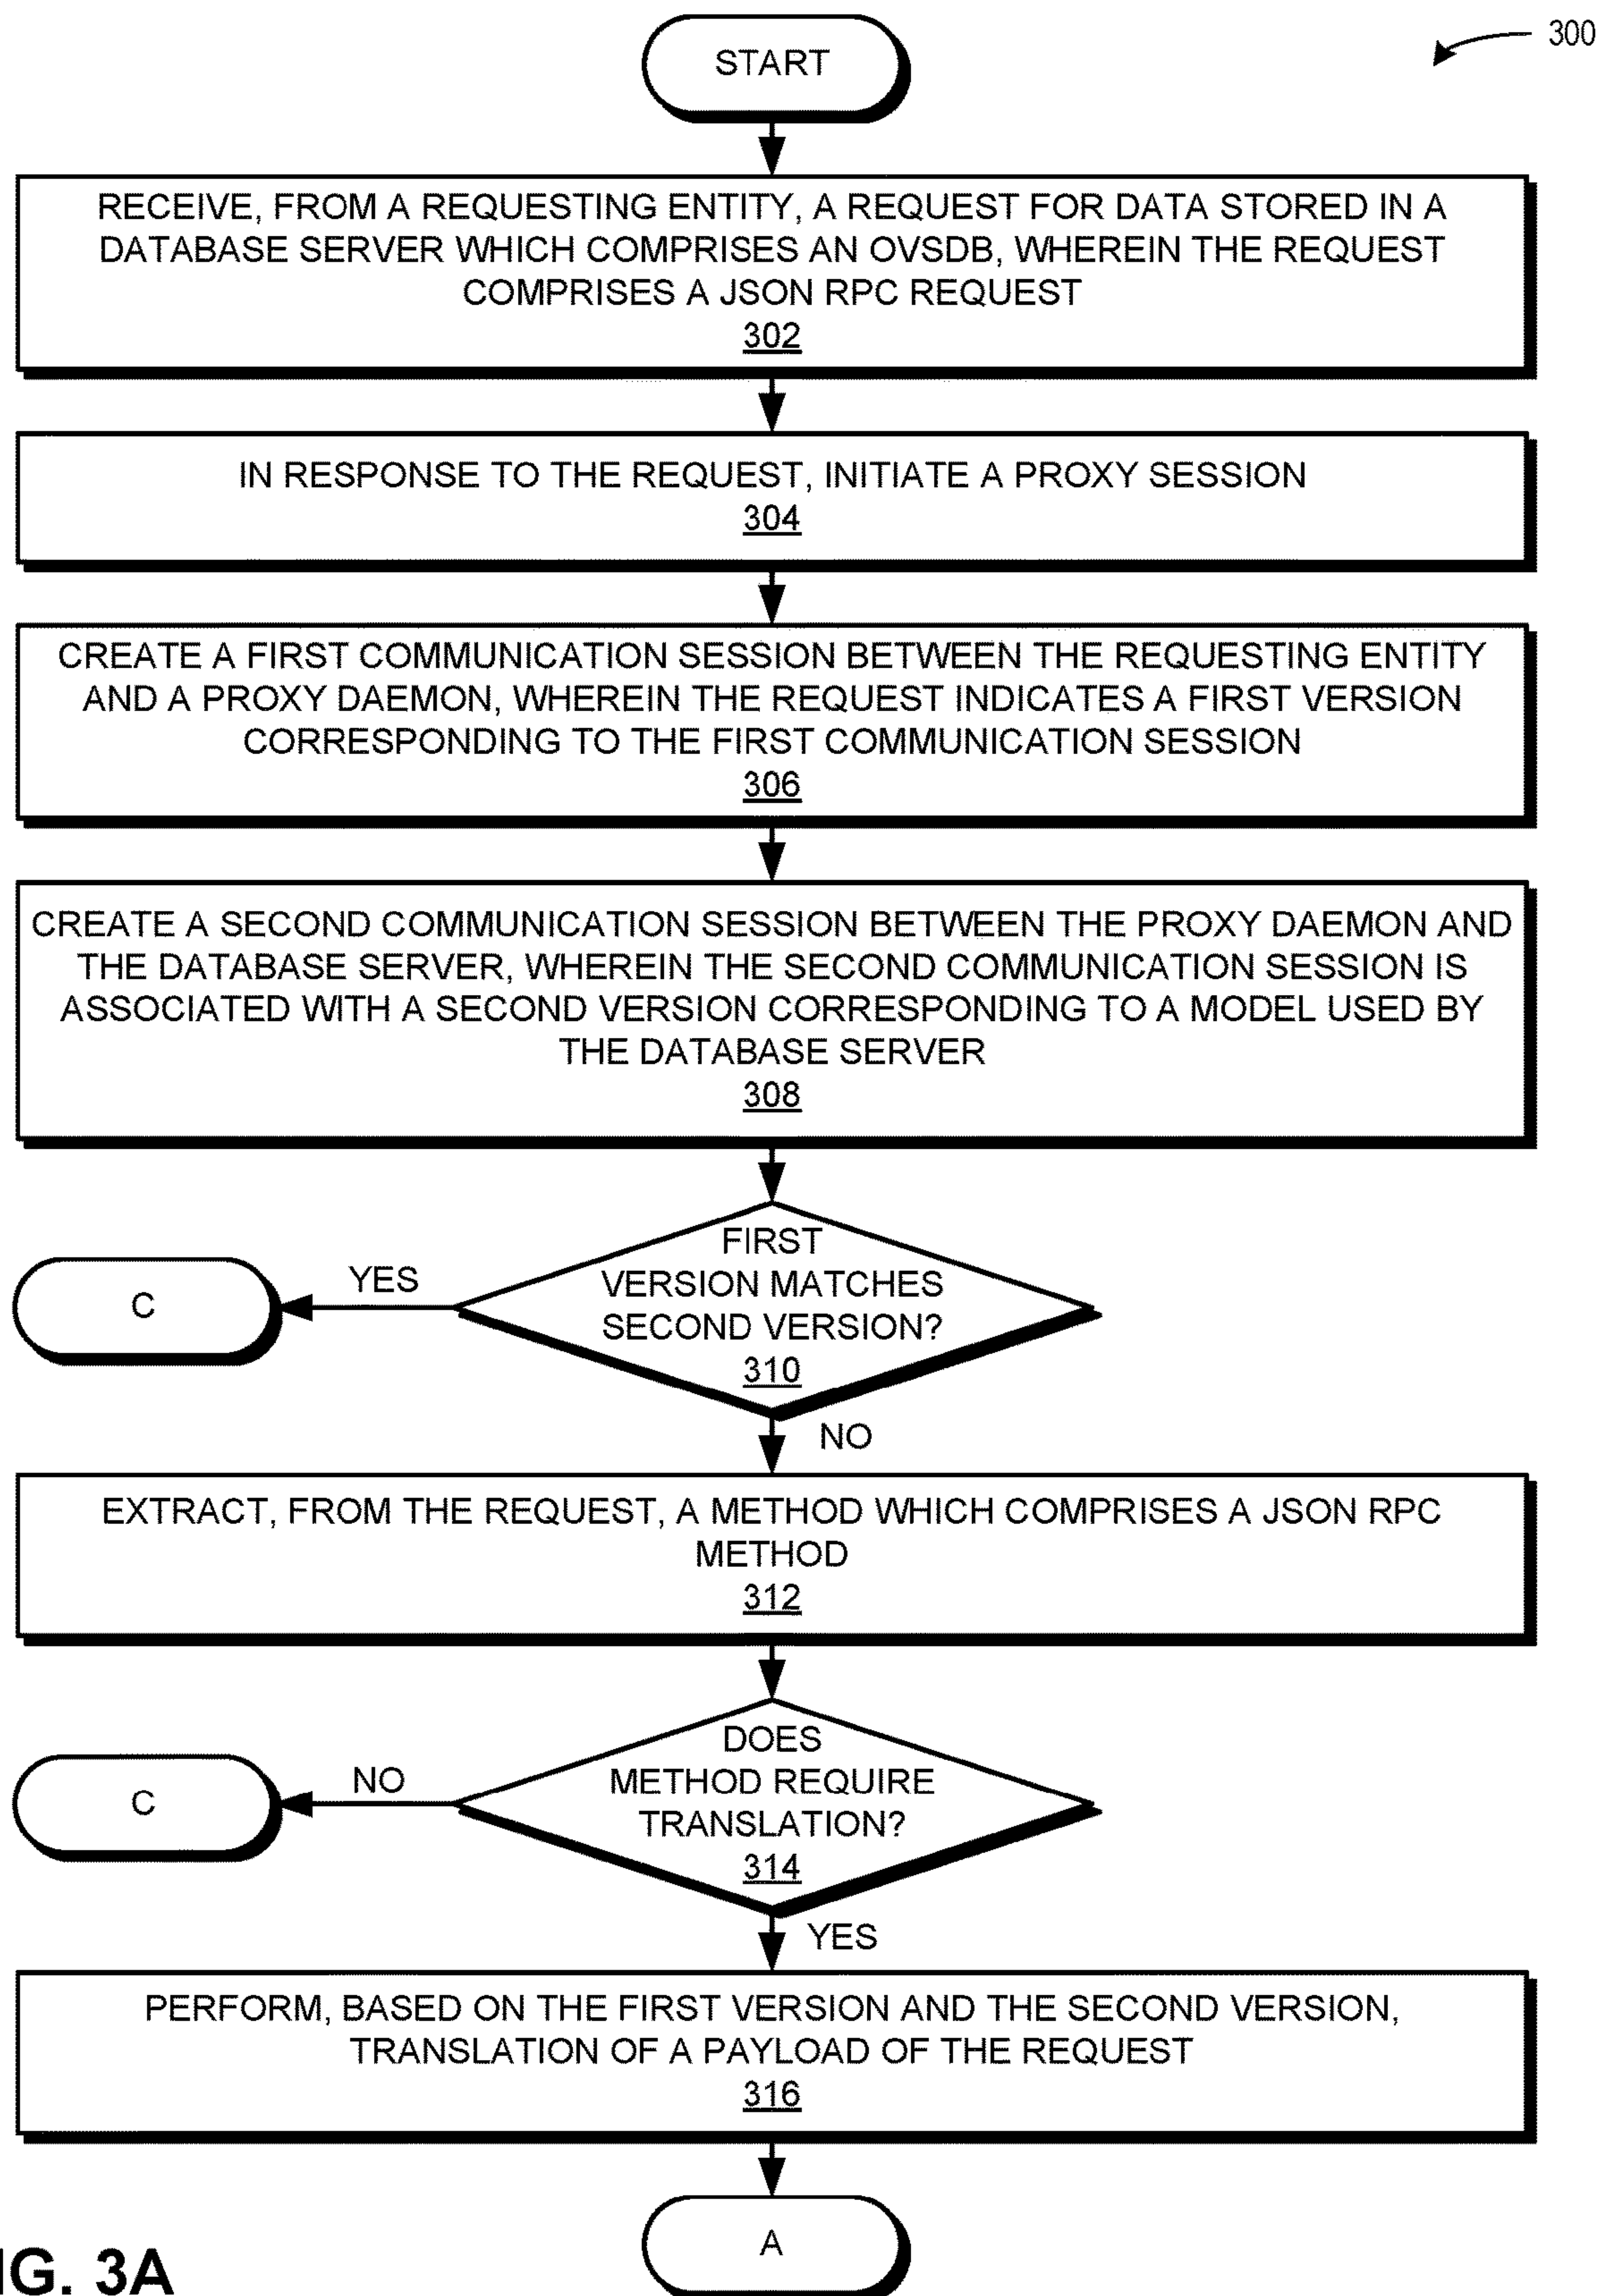 300
START
RECEIVE, FROM A REQUESTING ENTITY, A REQUEST FOR DATA STORED IN A
DATABASE SERVER WHICH COMPRISES AN OVSDB, WHEREIN THE REQUEST
COMPRISES A JSON RPC REQUEST
302
IN RESPONSE TO THE REQUEST, INITIATE A PROXY SESSION
304
CREATE A FIRST COMMUNICATION SESSION BETWEEN THE REQUESTING ENTITY
AND A PROXY DAEMON, WHEREIN THE REQUEST INDICATES A FIRST VERSION
CORRESPONDING TO THE FIRST COMMUNICATION SESSION
306
CREATE A SECOND COMMUNICATION SESSION BETWEEN THE PROXY DAEMON AND
THE DATABASE SERVER, WHEREIN THE SECOND COMMUNICATION SESSION IS
ASSOCIATED WITH A SECOND VERSION CORRESPONDING TO A MODEL USED BY
THE DATABASE SERVER
308
FIRST
VERSION MATCHES
SECOND VERSION?
310
YES
C
NO
EXTRACT, FROM THE REQUEST, A METHOD WHICH COMPRISES A JSON RPC
METHOD
312
DOES
METHOD REQUIRE
TRANSLATION?
314
NO
C
YES
PERFORM, BASED ON THE FIRST VERSION AND THE SECOND VERSION,
TRANSLATION OF A PAYLOAD OF THE REQUEST
316
A
IG. 3A